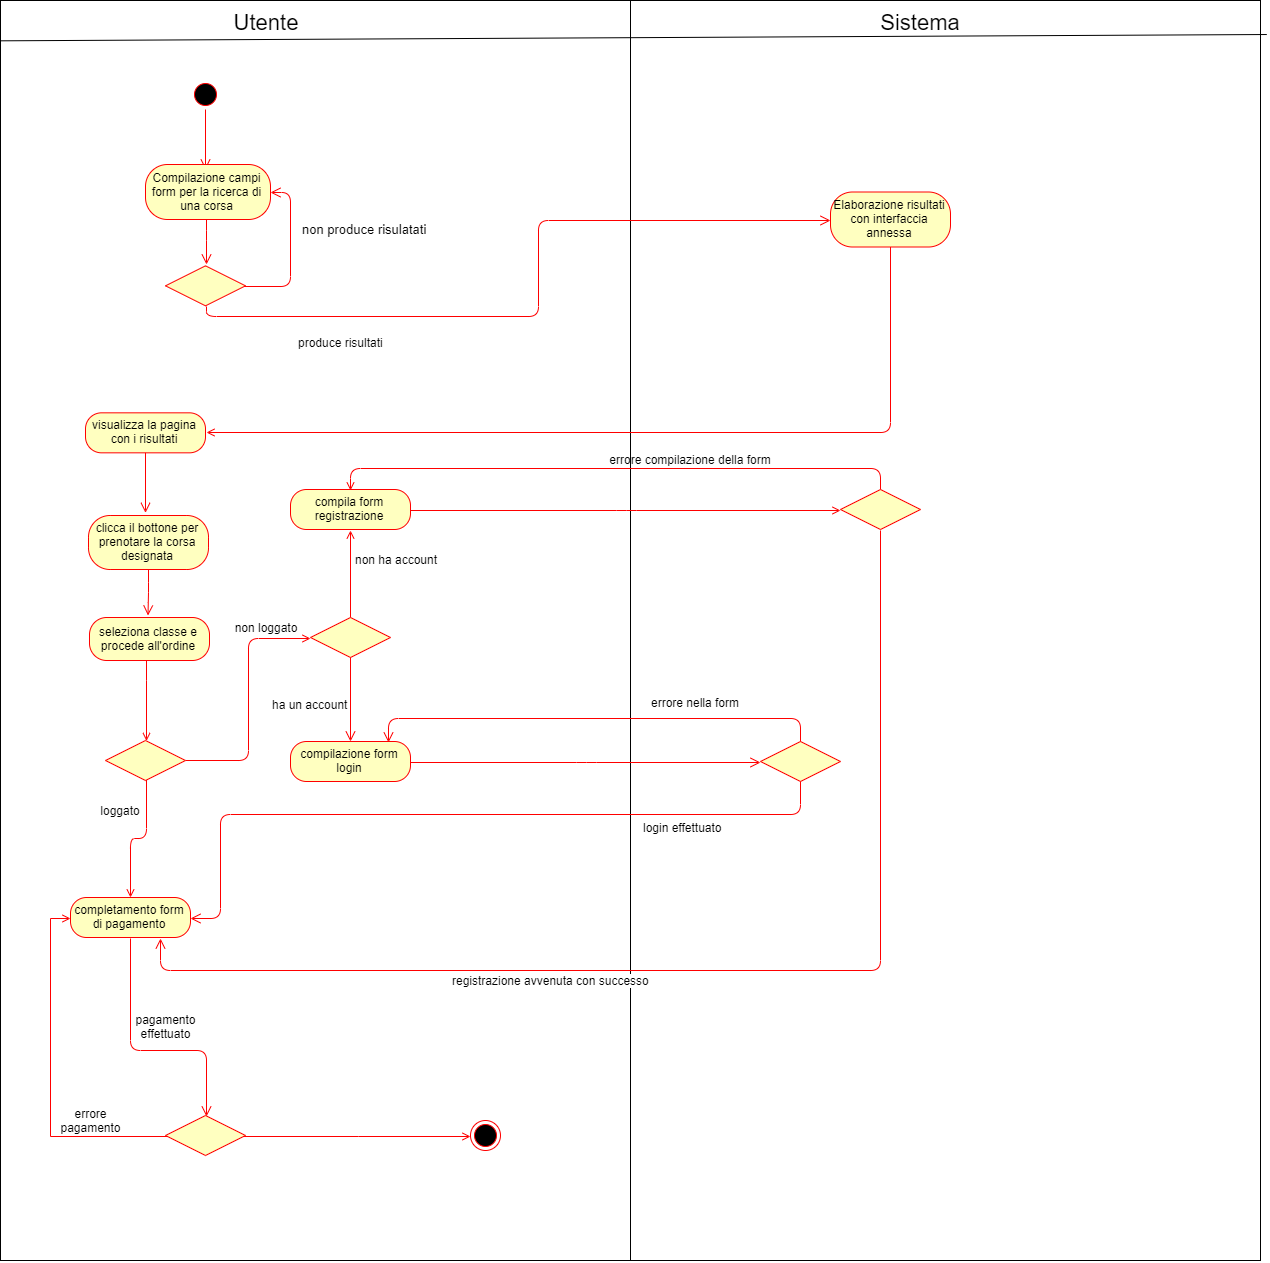 Utente
Sistema
Compilazione campi
form per la ricerca di
una corsa
non produce risulatati
Elaborazione risultati
con interfaccia
annessa
produce risultati
visualizza la pagina
con i risultati
errore compilazione della form
compila form
registrazione
clicca il bottone per
prenotare la corsa
designata
non ha account
seleziona classe e
procede all'ordine
non loggato
ha un account
errore nella form
compilazione form
login
loggato
login effettuato
completamento form
di pagamento
registrazione avvenuta con successo
pagamento
effettuato
errore
pagamento